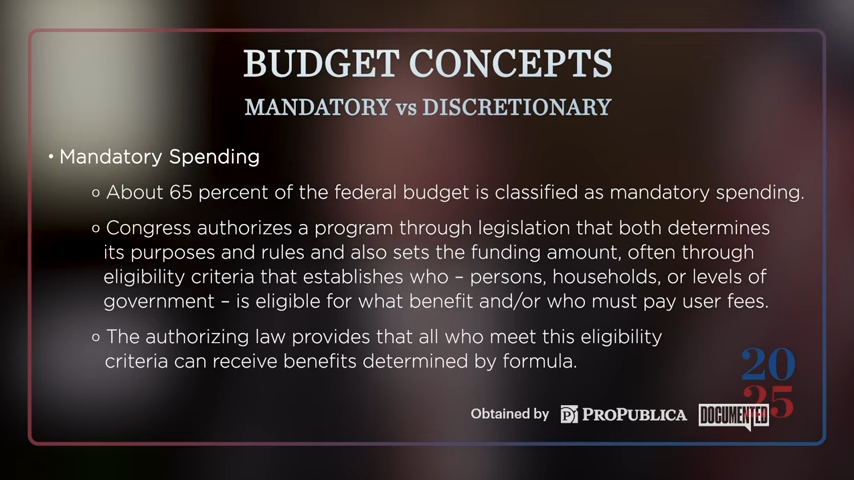 BUDGET CONCEPTS
MANDATORY vs DISCRETIONARY
• Mandatory Spending
o About 65 percent of the federal budget is classified as mandatory spending.
o Congress authorizes a program through legislation that both determines
its purposes and rules and also sets the funding amount, often through
eligibility criteria that establishes who – persons, households, or levels of
government – is eligible for what benefit and/or who must pay user fees.
o The authorizing law provides that all who meet this eligibility
criteria can receive benefits determined by formula.
20
25
Obtained by PROPUBLICA DOCUMENTED